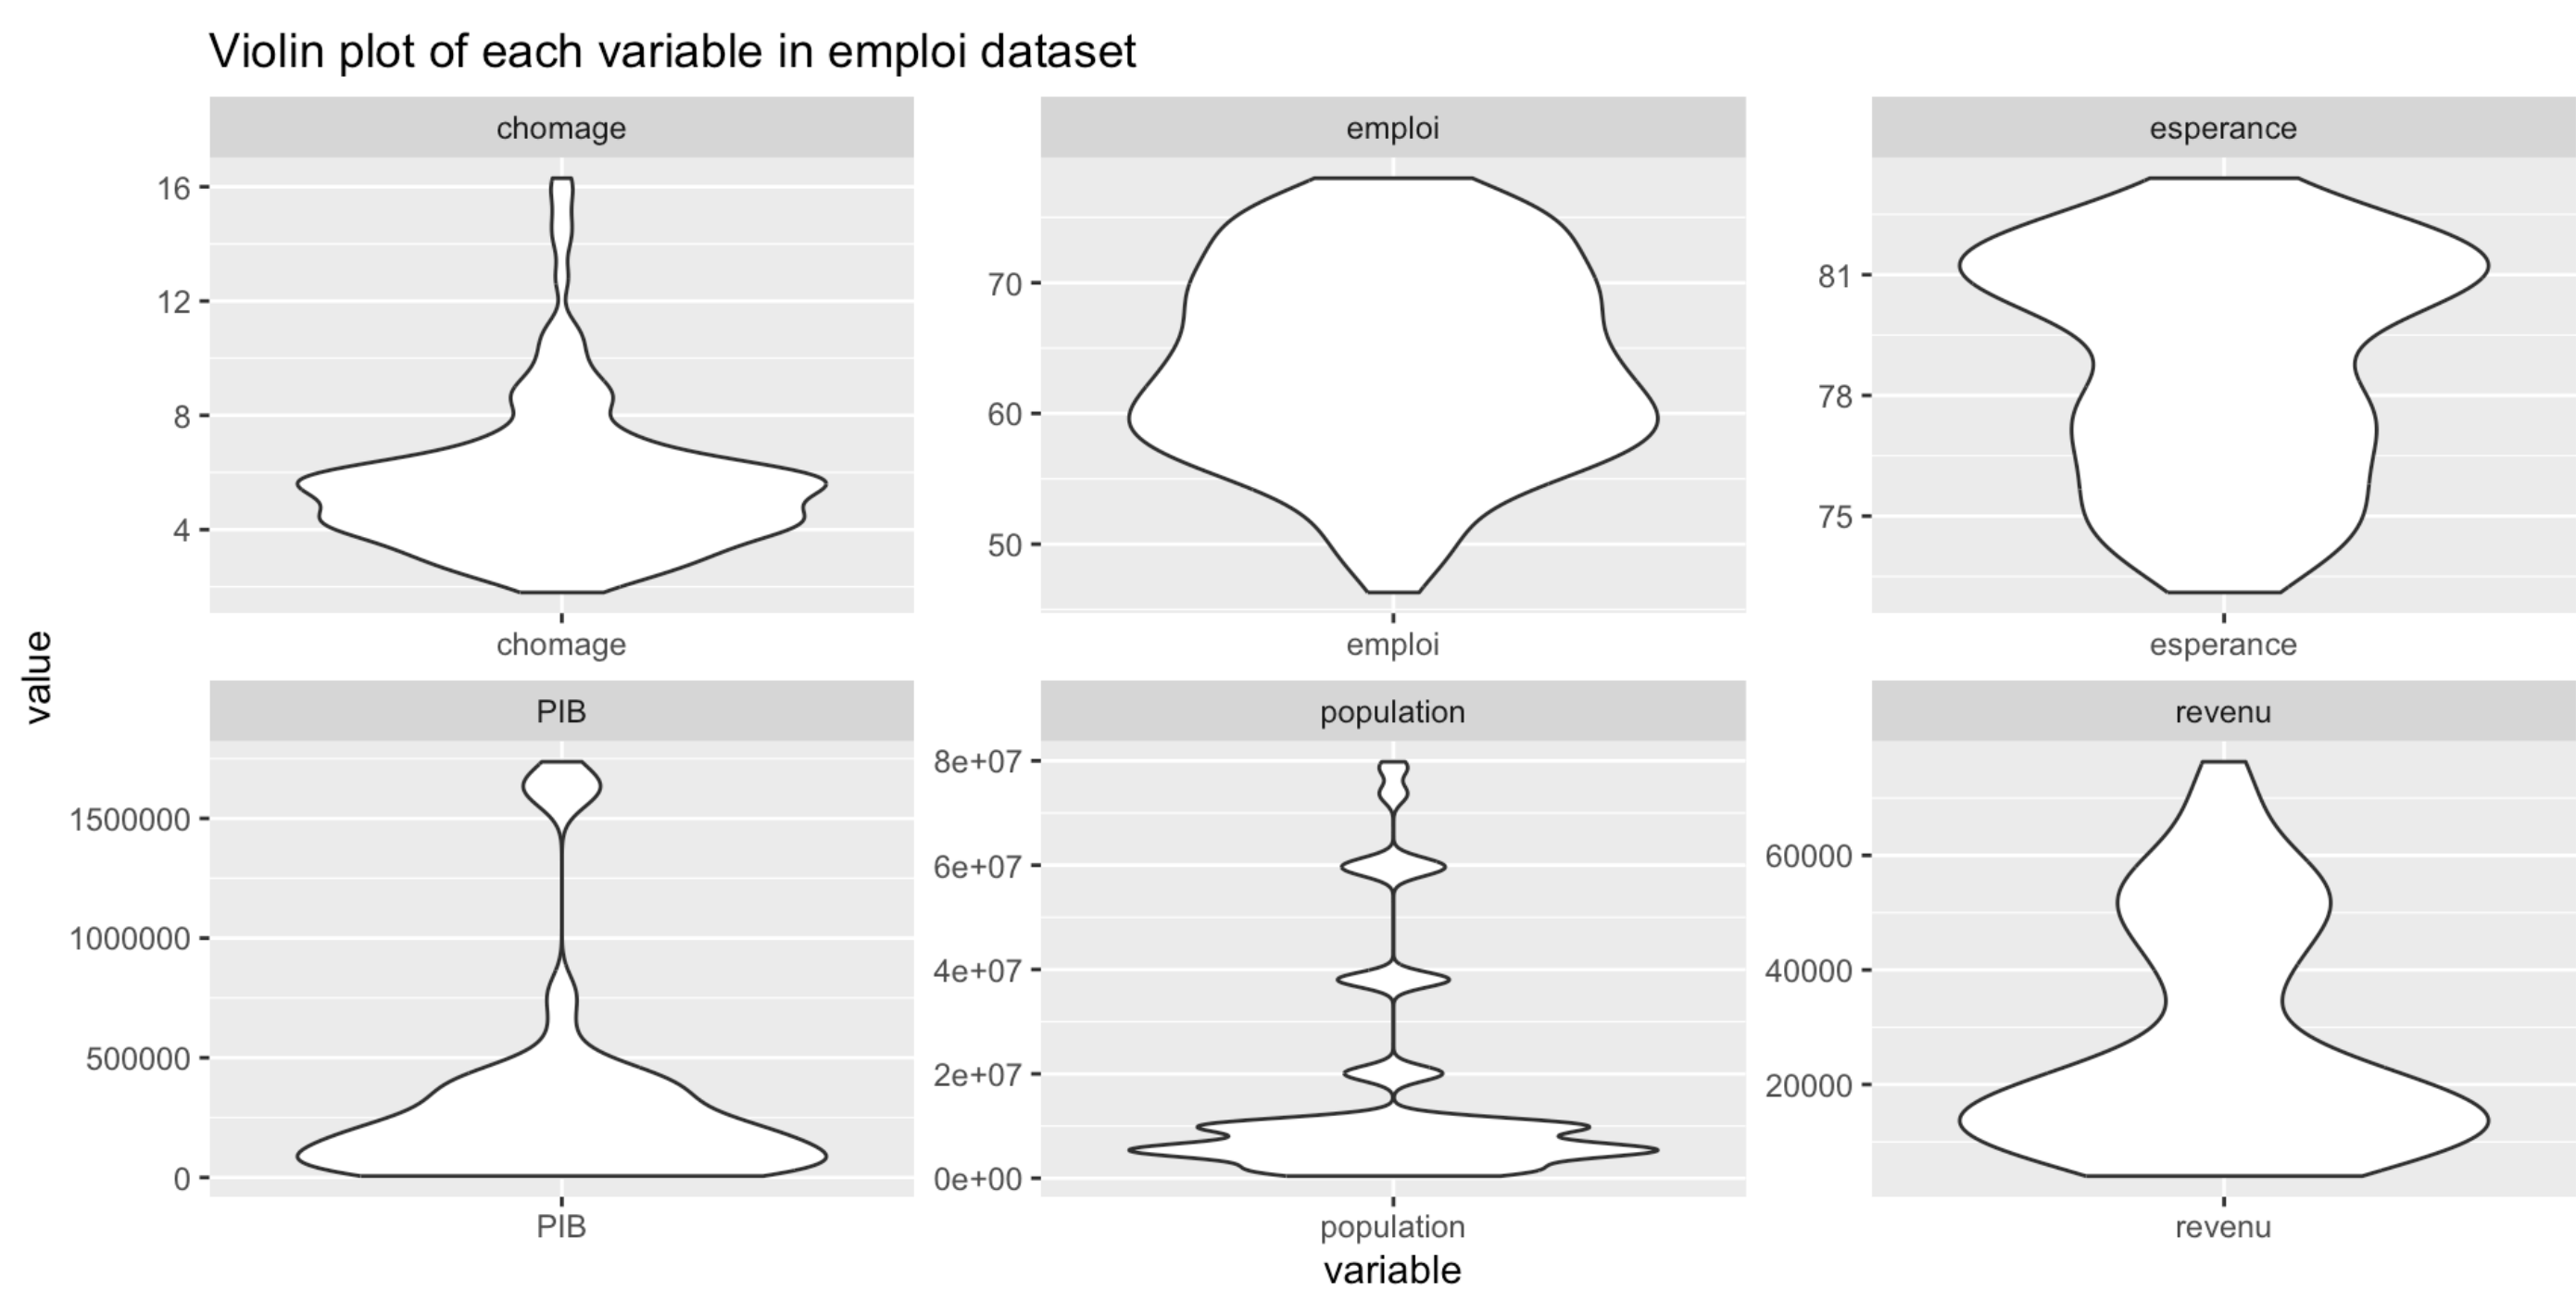 Violin plot of each variable in emploi dataset
chomage
emploi
esperance
16
12
8
4
70
60
50
81
78
75
chomage
emploi
esperance
value
PIB
population
revenu
1500000
1000000
500000
0
8e+07
6e+07
4e+07
2e+07
0e+00
60000
40000
20000
PIB
population
revenu
variable